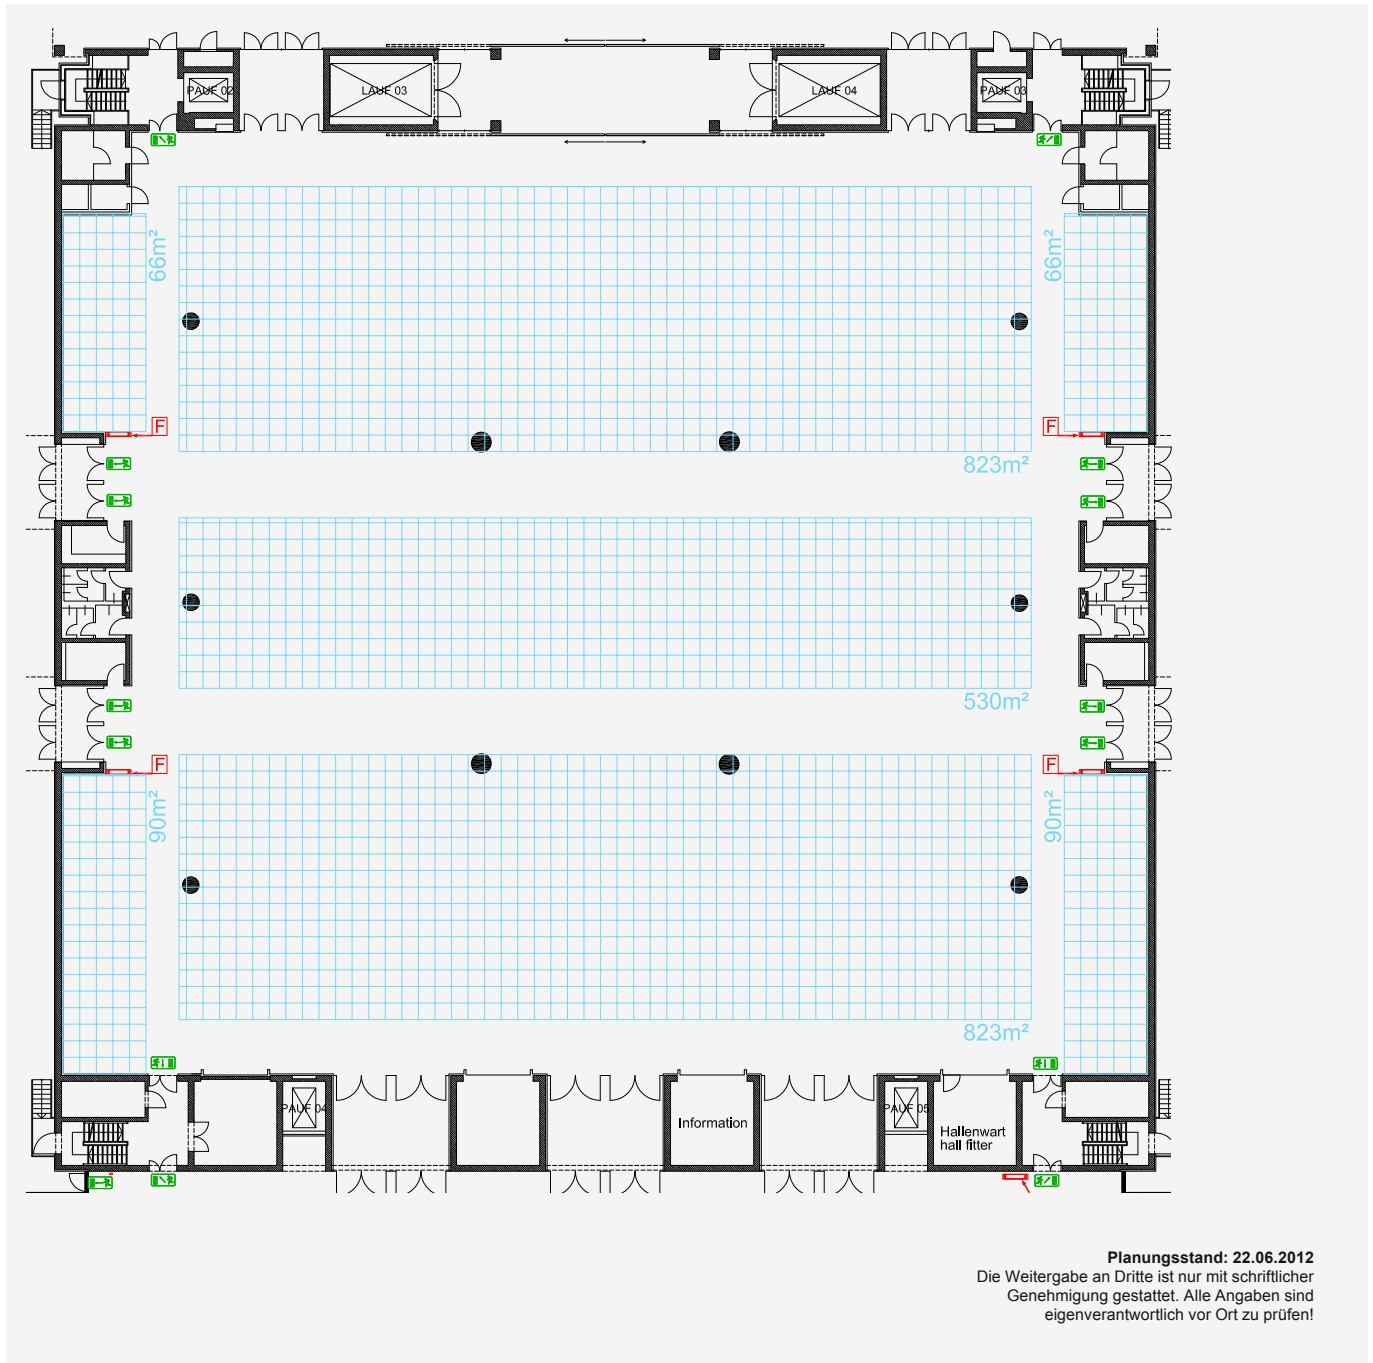 PAUF 02
LAUF 03
LAUF 04
PAUF 03
66m²
66m²
F
F
823m²
530m²
F
F
90m²
90m²
823m²
PAUF 04
Information
PAUF 05
Hallenwart
hall fitter
Planungsstand: 22.06.2012
Die Weitergabe an Dritte ist nur mit schriftlicher
Genehmigung gestattet. Alle Angaben sind
eigenverantwortlich vor Ort zu prüfen!